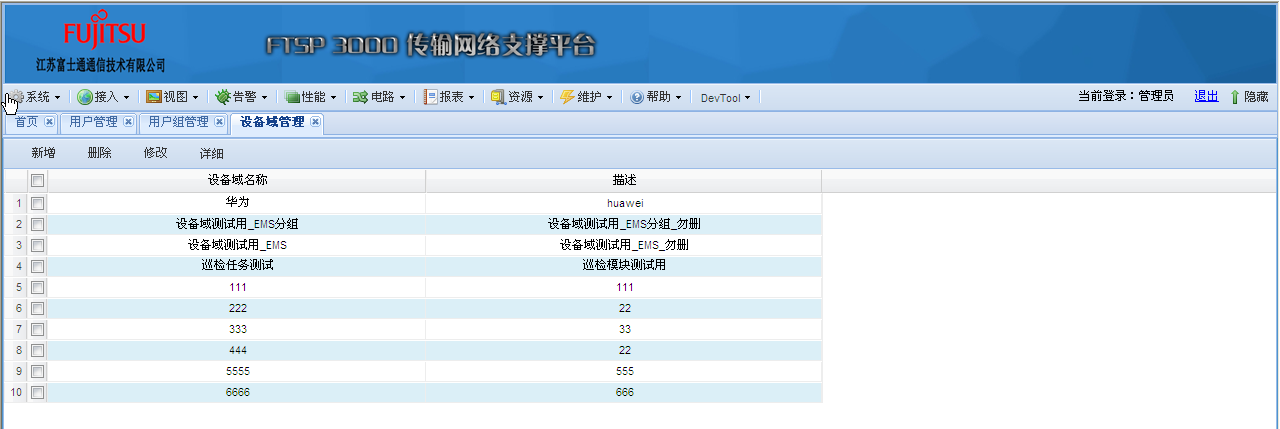 FUJITSU
江苏富士通通信技术有限公司
FTSP 3000 传输网络支撑平台
系统 接入 视图 告警 性能 电路 报表 资源 维护 帮助 DevTool 当前登录：管理员 退出 隐藏
首页 用户管理 用户组管理 设备域管理
新增 删除 修改 详细
设备域名称 描述
1 华为 huawei
2 设备域测试用_EMS分组 设备域测试用_EMS分组_勿删
3 设备域测试用_EMS 设备域测试用_EMS_勿删
4 巡检任务测试 巡检模块测试用
5 111 111
6 222 22
7 333 33
8 444 22
9 5555 555
10 6666 666